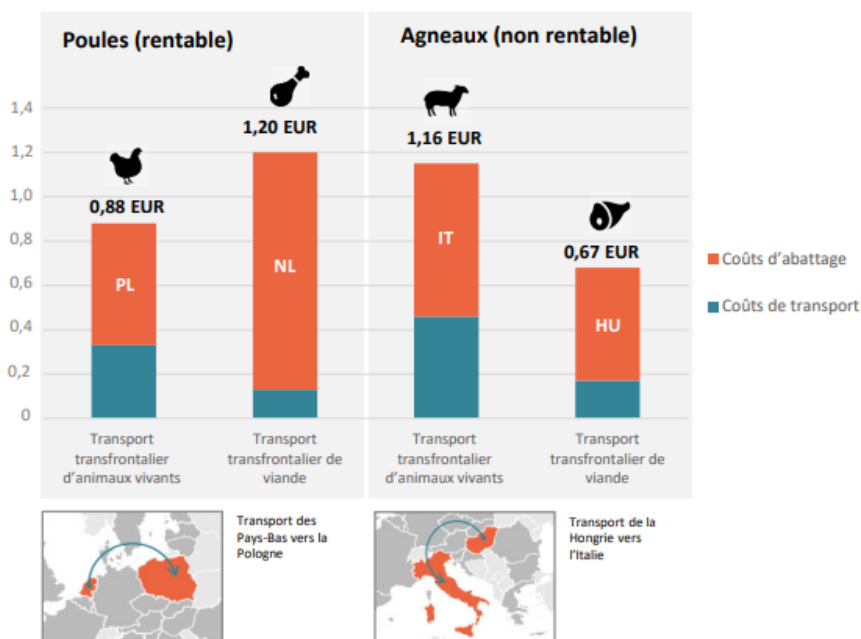 Poules (rentable)
Agneaux (non rentable)
1,4
1,2
1,0
0,8
0,6
0,4
0,2
0
0,88 EUR
1,20 EUR
1,16 EUR
0,67 EUR
PL
NL
IT
HU
Coûts d'abattage
Coûts de transport
Transport
transfrontalier
d'animaux vivants
Transport
transfrontalier de
viande
Transport
transfrontalier
d'animaux vivants
Transport
transfrontalier de
viande
Transport des
Pays-Bas vers la
Pologne
Transport de la
Hongrie vers
l'Italie